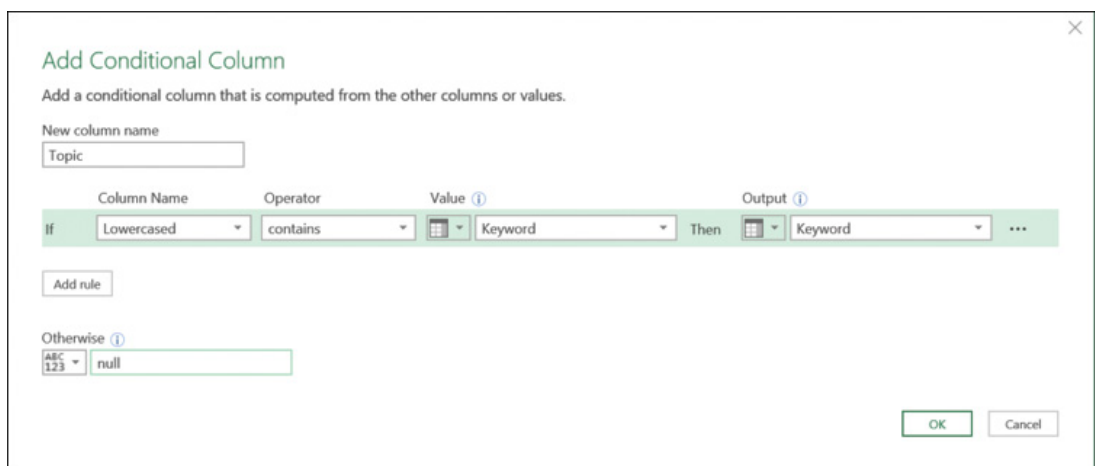 Add Conditional Column
Add a conditional column that is computed from the other columns or values.
New column name
Topic
Column Name Operator Value Output
If Lowercased contains Keyword Then Keyword ...
Add rule
Otherwise
ABC
123 null
OK Cancel